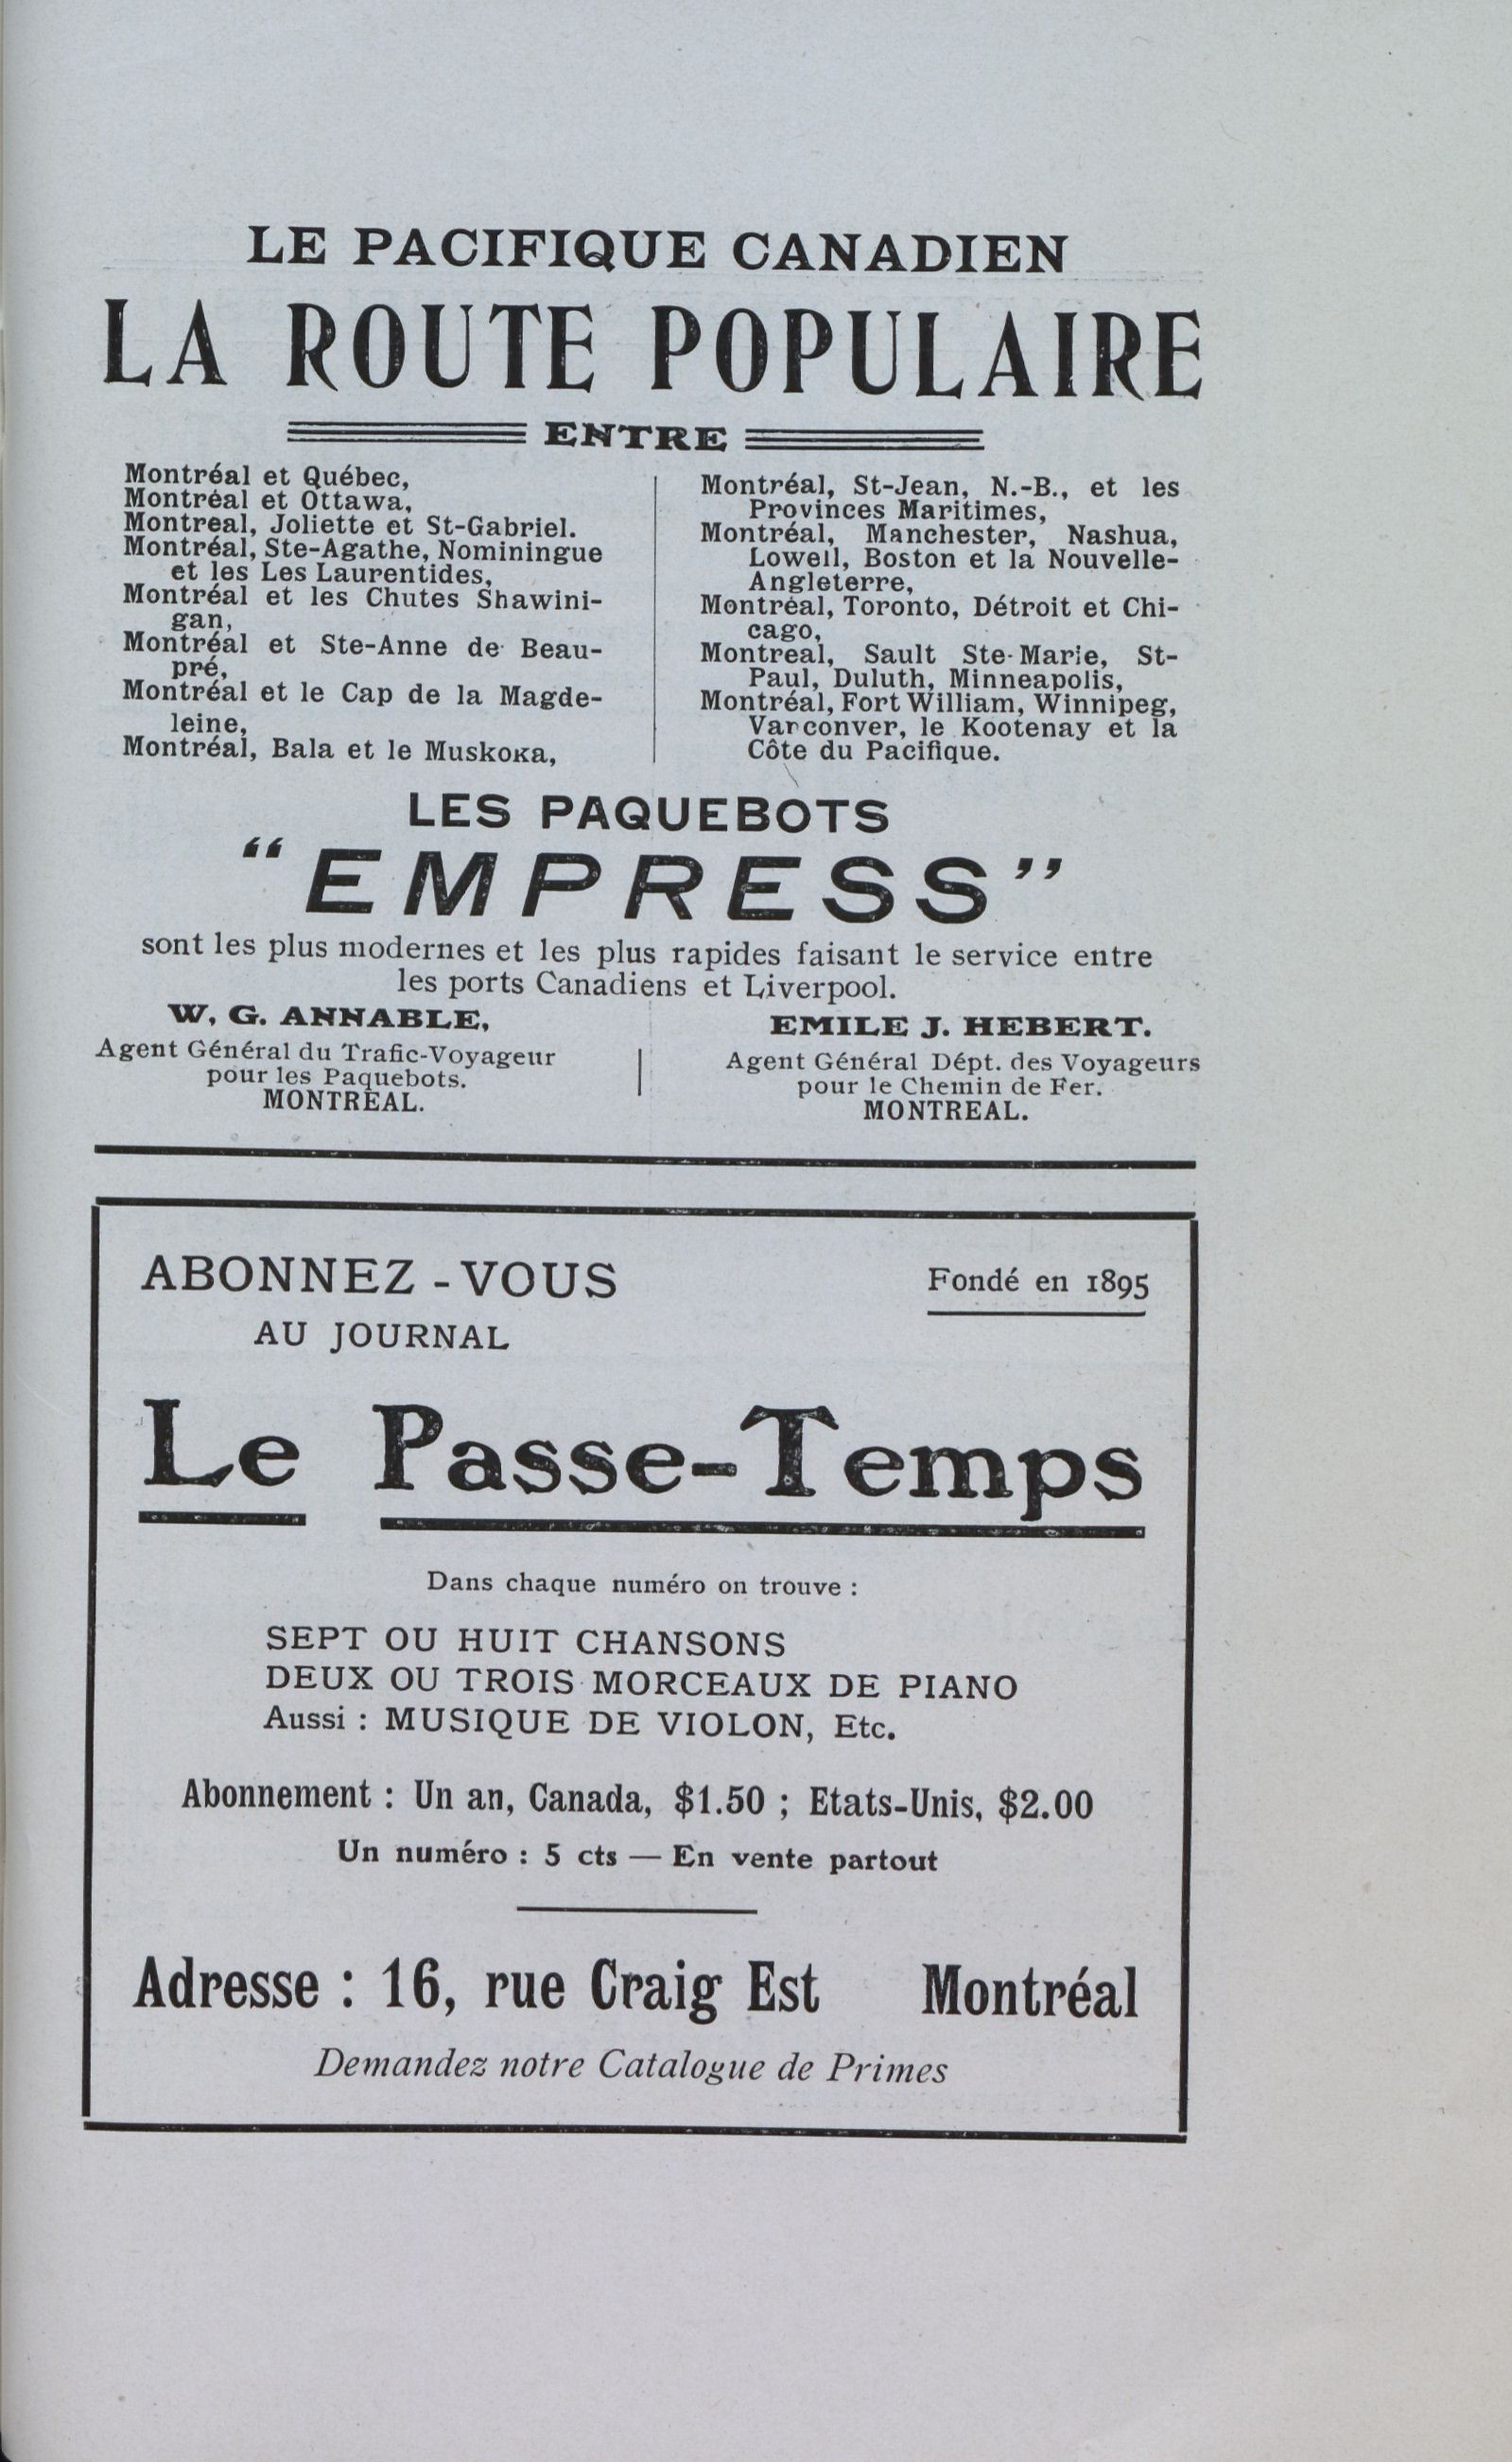 LE PACIFIQUE CANADIEN
LA ROUTE POPULAIRE
ENTRE
Montréal et Québec,
Montréal et Ottawa,
Montreal, Joliette et St-Gabriel.
Montréal, Ste-Agathe, Nominingue
et les Les Laurentides,
Montréal et les Chutes Shawini-
gan,
Montréal et Ste-Anne de Beau-
pré,
Montréal et le Cap de la Magde-
leine,
Montréal, Bala et le Muskoka,
Montréal, St-Jean, N.-B., et les
Provinces Maritimes,
Montréal, Manchester, Nashua,
Lowell, Boston et la Nouvelle-
Angleterre,
Montréal, Toronto, Détroit et Chi-
cago,
Montreal, Sault Ste-Marie, St-
Paul, Duluth, Minneapolis,
Montréal, Fort William, Winnipeg,
Varconver, le Kootenay et la
Côte du Pacifique.
LES PAQUEBOTS
"EMPRESS"
sont les plus modernes et les plus rapides faisant le service entre
les ports Canadiens et Liverpool.
W. G. ANNABLE,
Agent Général du Trafic-Voyageur
pour les Paquebots.
MONTREAL.
EMILE J. HEBERT.
Agent Général Dépt. des Voyageurs
pour le Chemin de Fer.
MONTREAL.
ABONNEZ-VOUS
Fondé en 1895
AU JOURNAL
Le Passe-Temps
Dans chaque numéro on trouve :
SEPT OU HUIT CHANSONS
DEUX OU TROIS MORCEAUX DE PIANO
Aussi : MUSIQUE DE VIOLON, Etc.
Abonnement : Un an, Canada, $1.50 ; Etats-Unis, $2.00
Un numéro : 5 cts — En vente partout
Adresse : 16, rue Craig Est Montréal
Demandez notre Catalogue de Primes